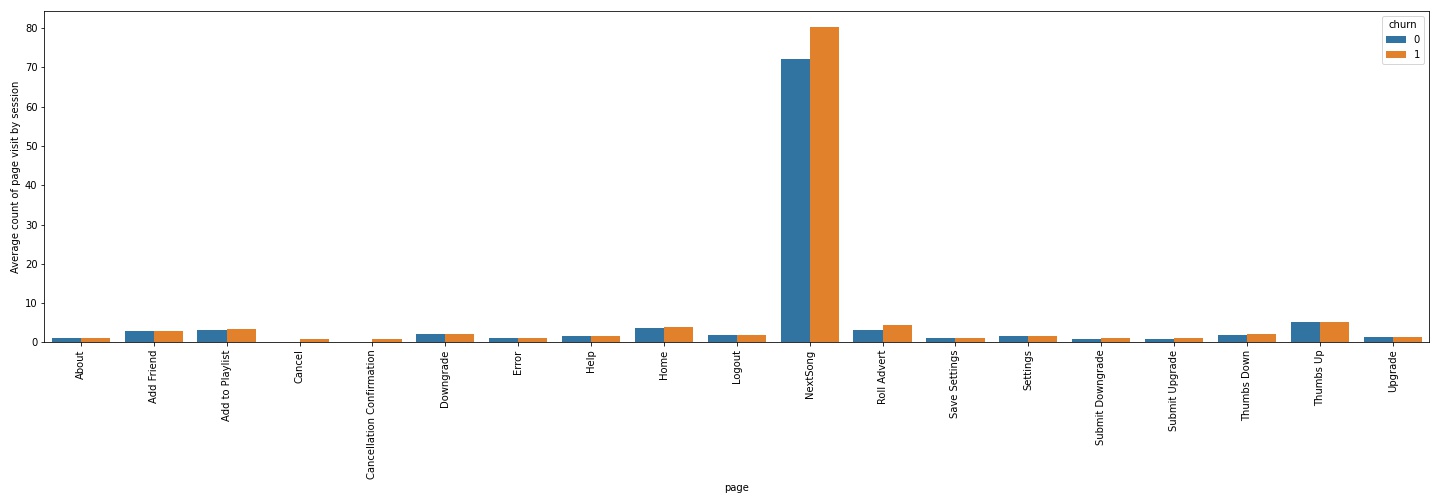 churn
0
1
Average count of page visit by session
80
70
60
50
40
30
20
10
0
About
Add Friend
Add to Playlist
Cancel
Cancellation Confirmation
Downgrade
Error
Help
Home
Logout
NextSong
Roll Advert
Save Settings
Settings
Submit Downgrade
Submit Upgrade
Thumbs Down
Thumbs Up
Upgrade
page